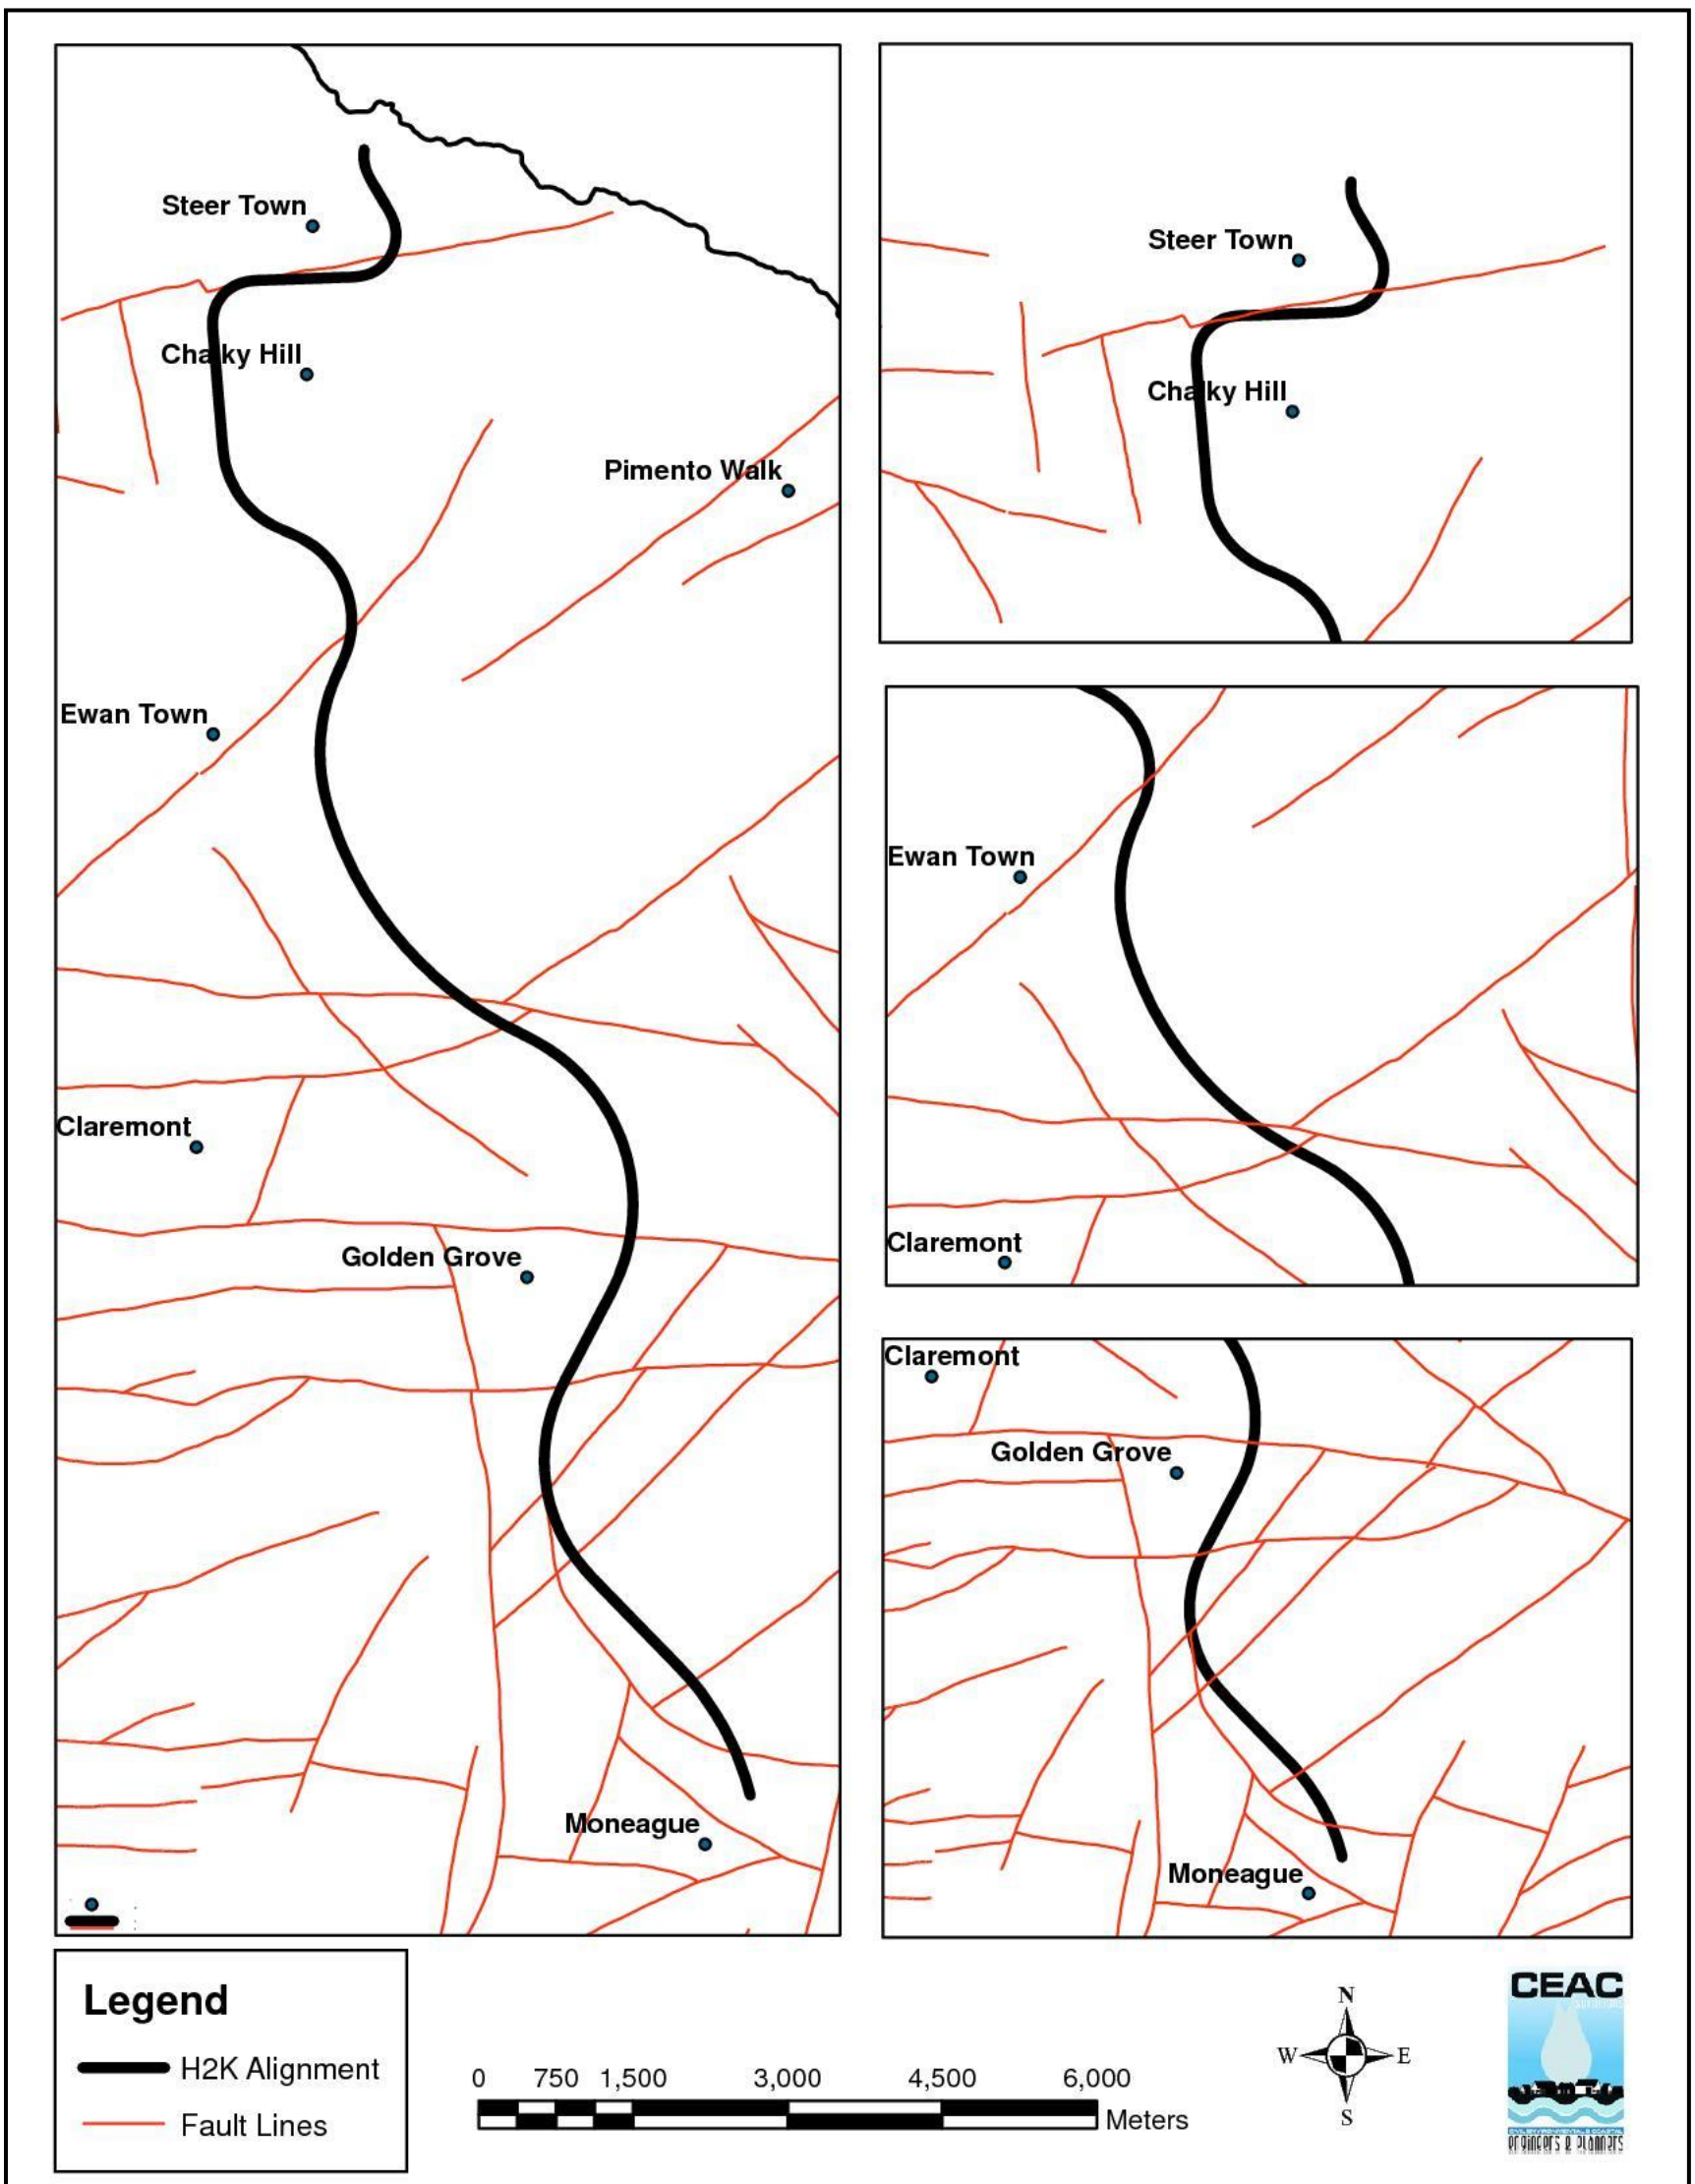 Steer Town
Chalky Hill
Pimento Walk
Ewan Town
Claremont
Golden Grove
Moneague
Steer Town
Chalky Hill
Ewan Town
Claremont
Claremont
Golden Grove
Moneague
Legend
H2K Alignment
Fault Lines
0 750 1,500 3,000 4,500 6,000
Meters
N
W E
S
CEAC
ENGINEERS & PLANNERS